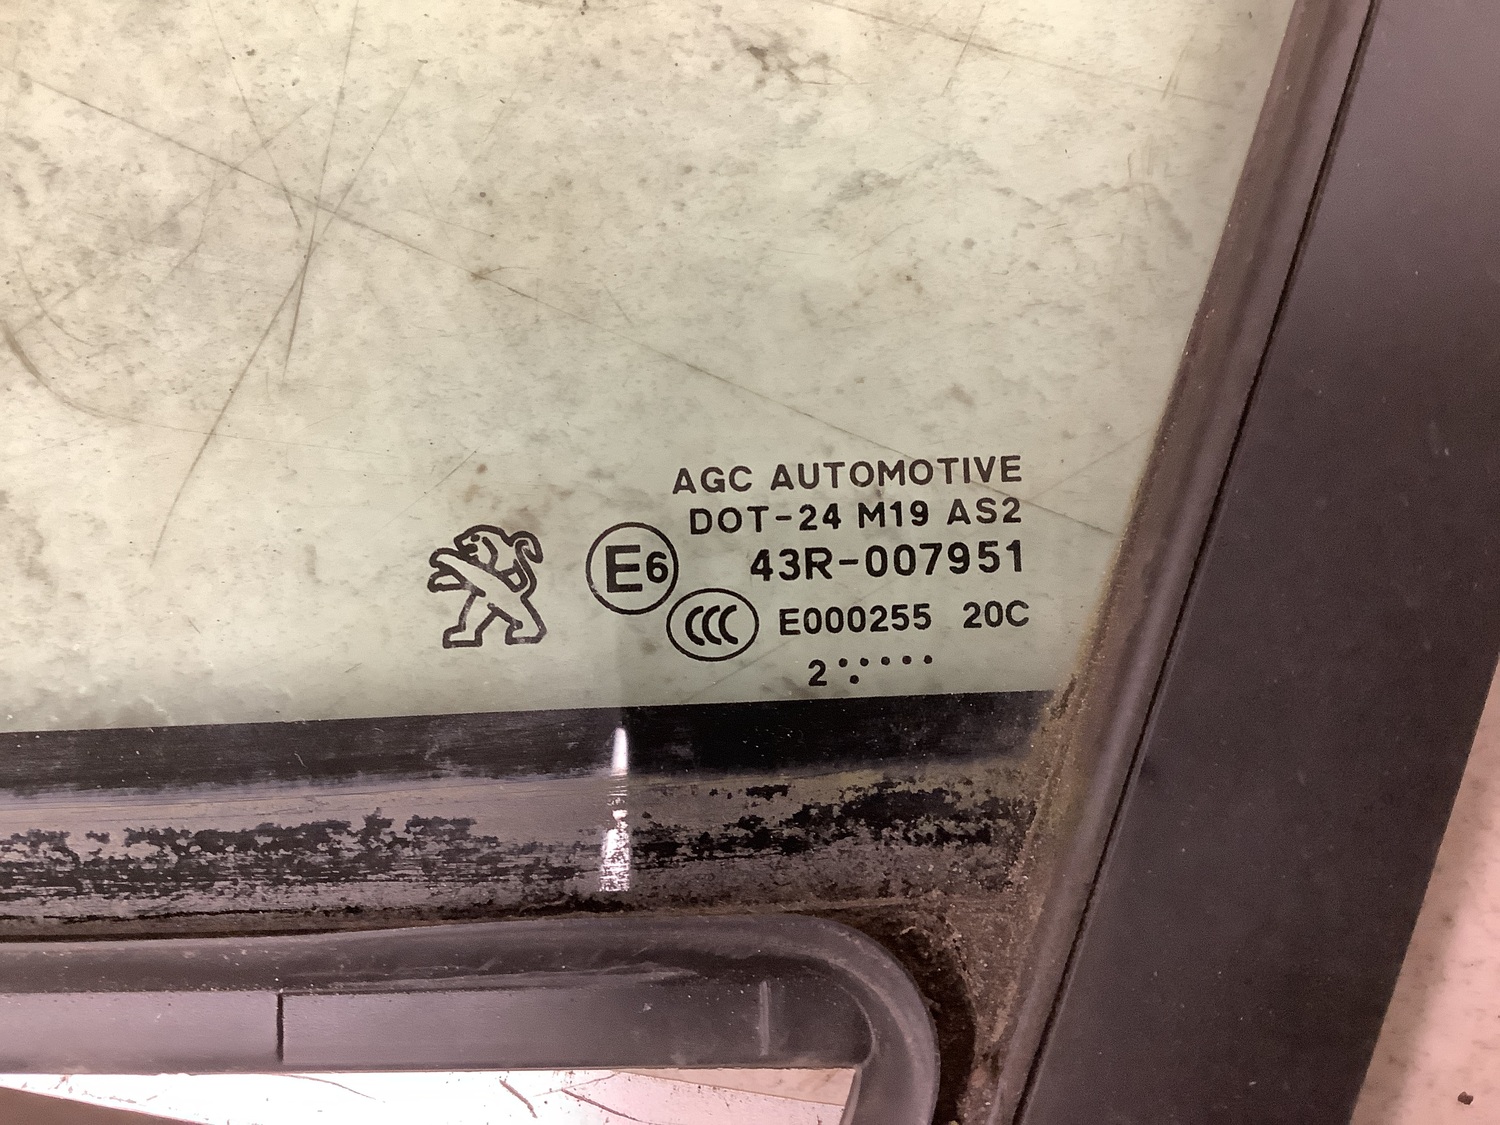 AGC AUTOMOTIVE
DOT-24 M19 AS2
E6 43R-007951
CCC E000255 20C
2